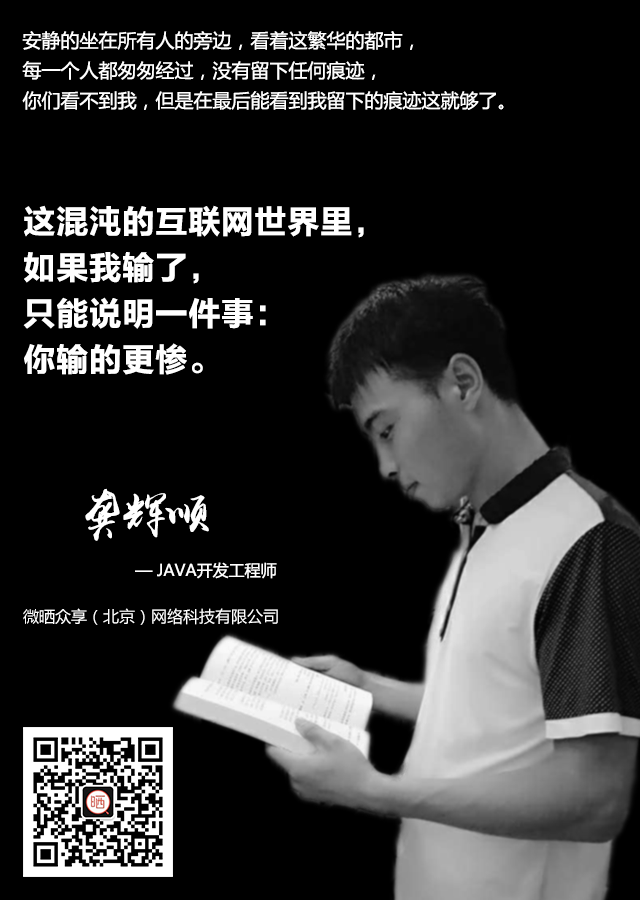 安静的坐在所有人的旁边，看着这繁华的都市，
每一个人都匆匆经过，没有留下任何痕迹，
你们看不到我，但是在最后能看到我留下的痕迹这就够了。
这混沌的互联网世界里，
如果我输了，
只能说明一件事：
你输的更惨。
龚辉顺
— JAVA开发工程师
微晒众享（北京）网络科技有限公司
晒